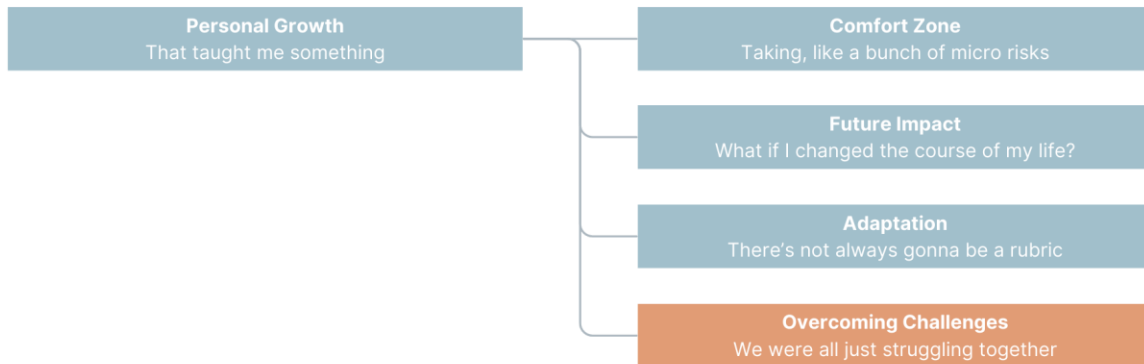 Personal Growth
That taught me something
Comfort Zone
Taking, like a bunch of micro risks
Future Impact
What if I changed the course of my life?
Adaptation
There's not always gonna be a rubric
Overcoming Challenges
We were all just struggling together